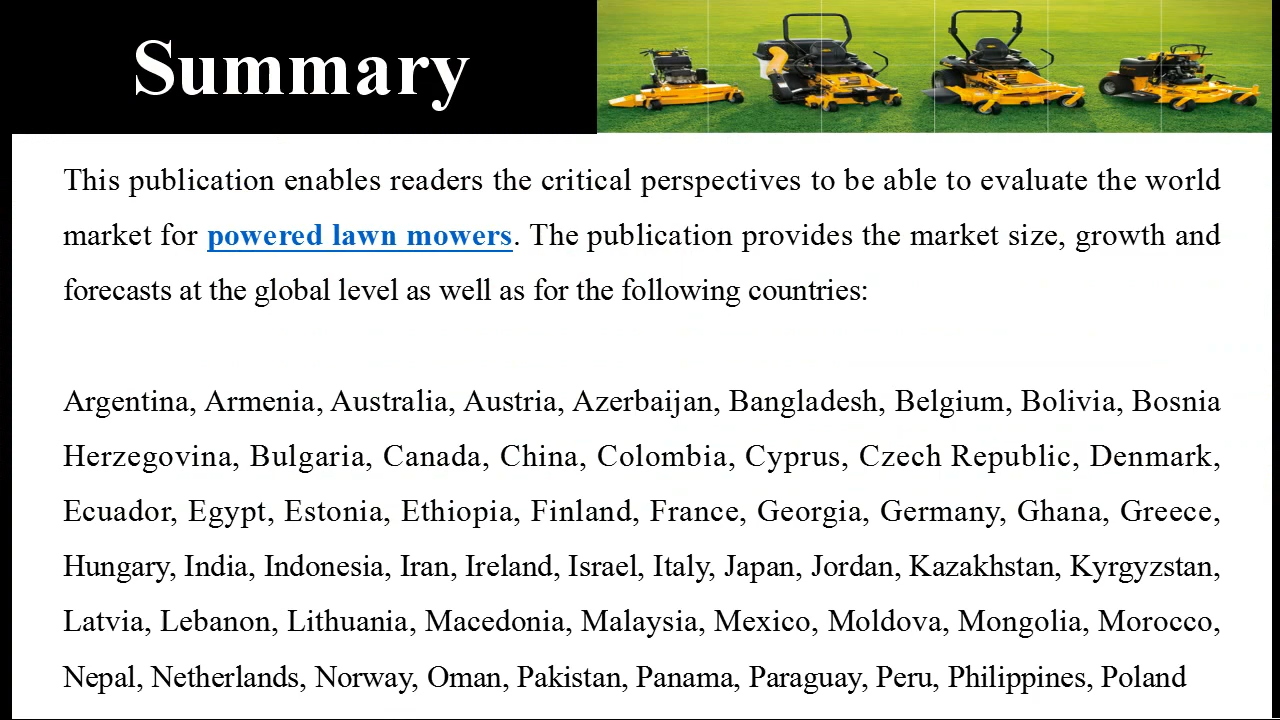 Summary
This publication enables readers the critical perspectives to be able to evaluate the world
market for powered lawn mowers. The publication provides the market size, growth and
forecasts at the global level as well as for the following countries:
Argentina, Armenia, Australia, Austria, Azerbaijan, Bangladesh, Belgium, Bolivia, Bosnia
Herzegovina, Bulgaria, Canada, China, Colombia, Cyprus, Czech Republic, Denmark,
Ecuador, Egypt, Estonia, Ethiopia, Finland, France, Georgia, Germany, Ghana, Greece,
Hungary, India, Indonesia, Iran, Ireland, Israel, Italy, Japan, Jordan, Kazakhstan, Kyrgyzstan,
Latvia, Lebanon, Lithuania, Macedonia, Malaysia, Mexico, Moldova, Mongolia, Morocco,
Nepal, Netherlands, Norway, Oman, Pakistan, Panama, Paraguay, Peru, Philippines, Poland